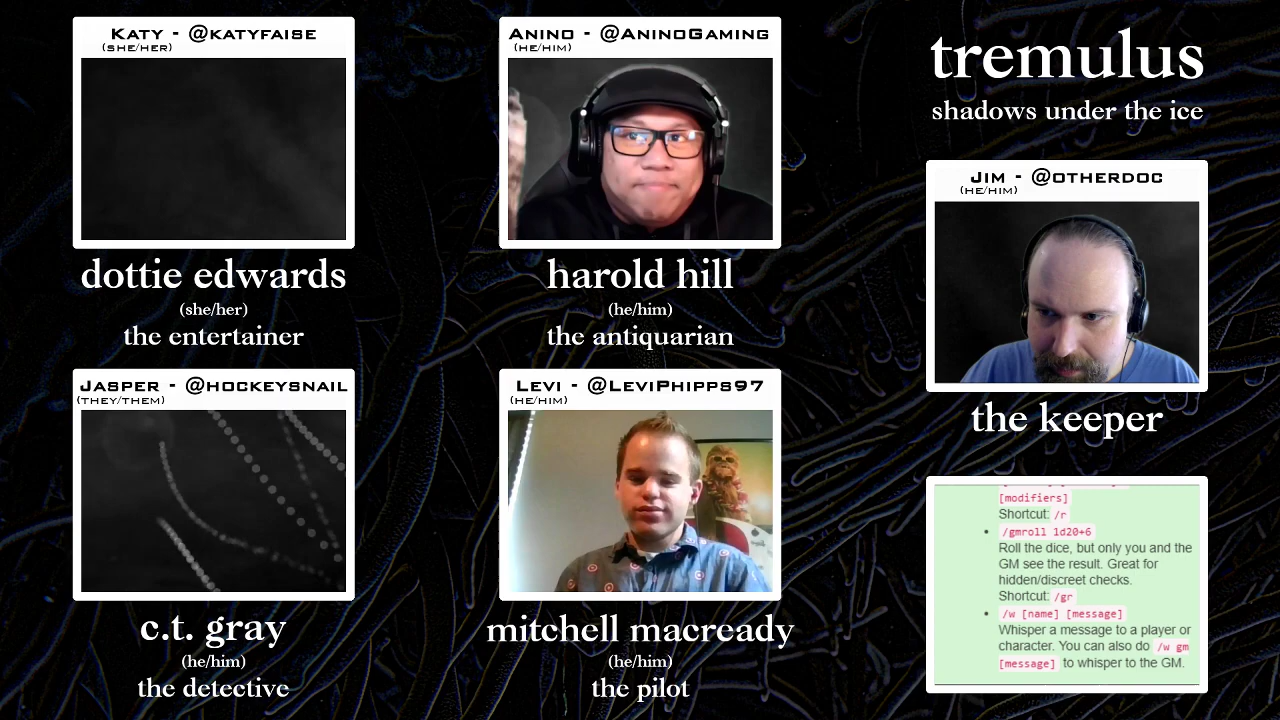 Katy - @katyfaise
(she/her)
dottie edwards
(she/her)
the entertainer
Anino - @AninoGaming
(he/him)
harold hill
(he/him)
the antiquarian
tremulus
shadows under the ice
Jim - @otherdoc
(he/him)
the keeper
Jasper - @hockeysnail
(they/them)
c.t. gray
(he/him)
the detective
Levi - @LeviPhipps97
(he/him)
mitchell macready
(he/him)
the pilot
[modifiers]
Shortcut: /r
• /gmroll 1d20+6
Roll the dice, but only you and the
GM see the result. Great for
hidden/discreet checks.
Shortcut: /gr
• /w [name] [message]
Whisper a message to a player or
character. You can also do /w gm
[message] to whisper to the GM.